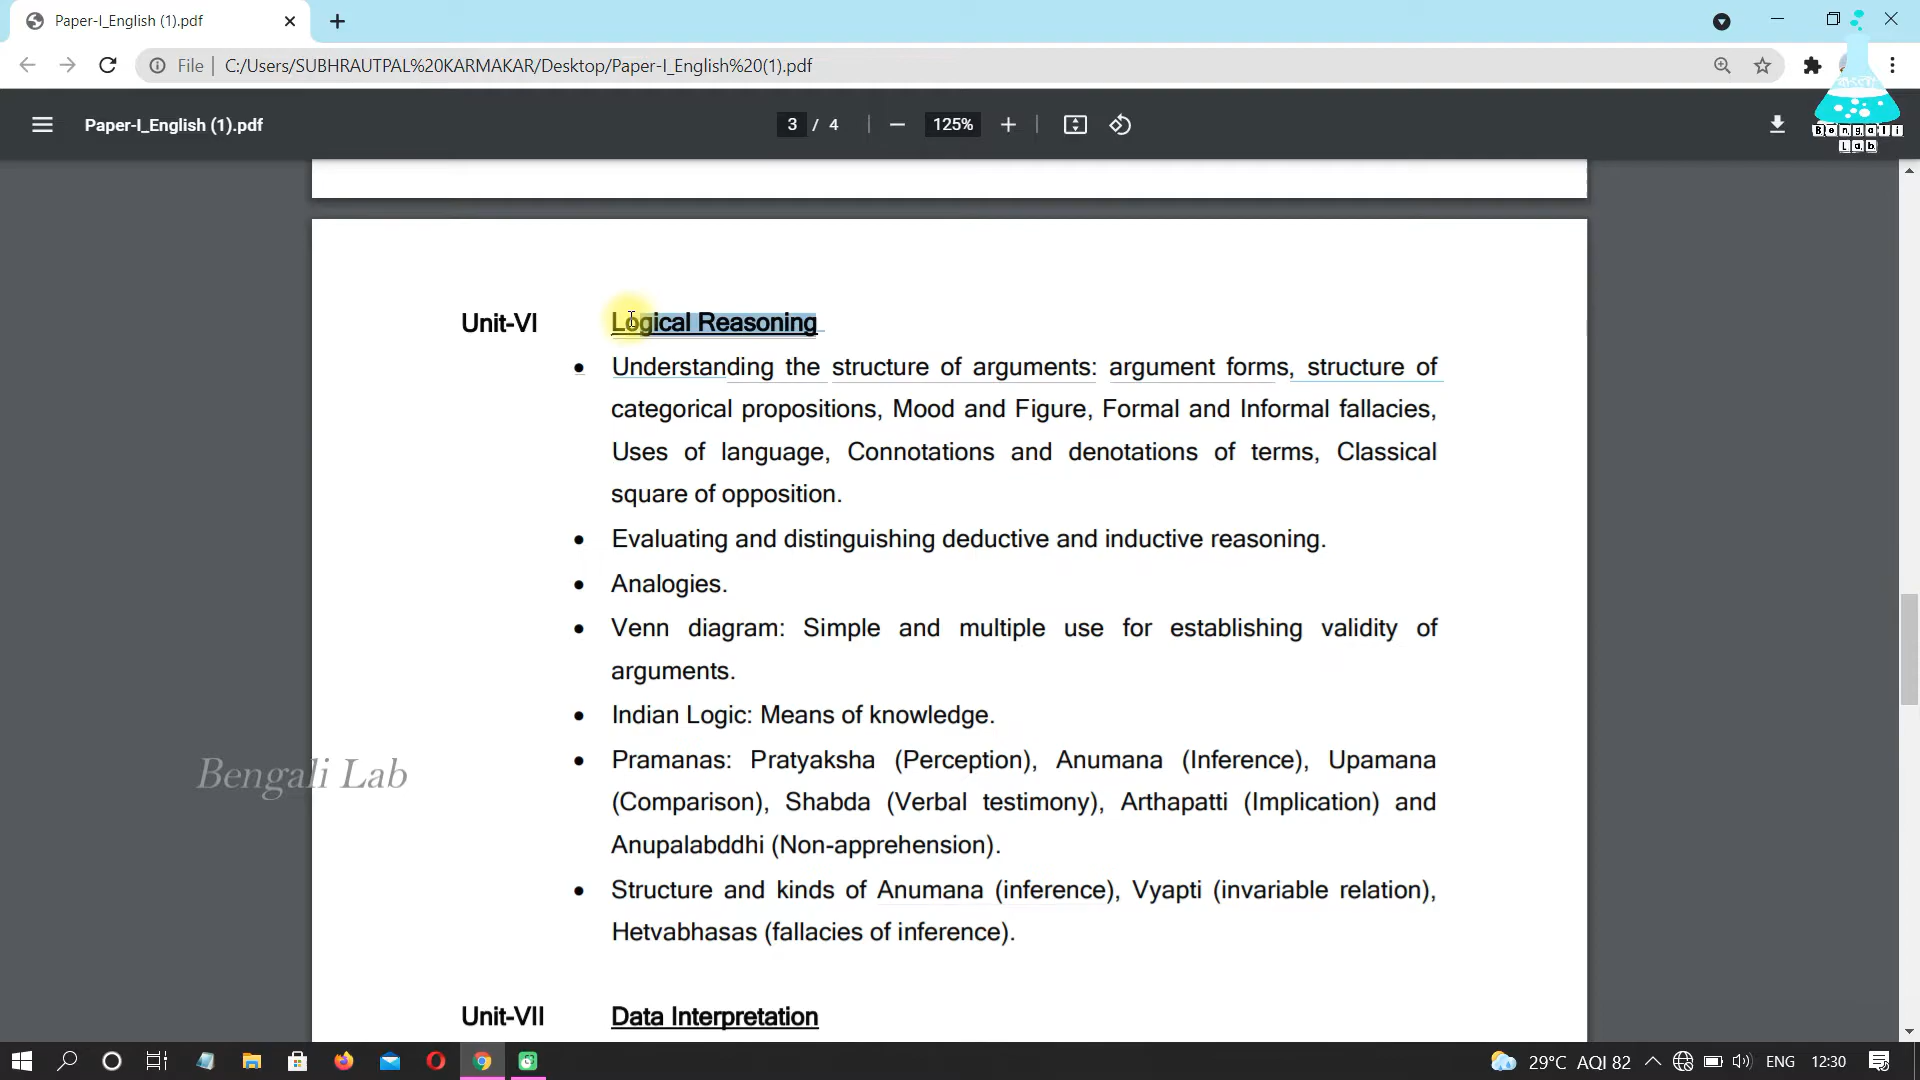 Paper-I_English (1).pdf
File | C:/Users/SUBHRAUTPAL%20KARMAKAR/Desktop/Paper-I_English%20(1).pdf
Paper-I_English (1).pdf
3 / 4
125%
Bengali
Lab
Unit-VI Logical Reasoning
• Understanding the structure of arguments: argument forms, structure of
categorical propositions, Mood and Figure, Formal and Informal fallacies,
Uses of language, Connotations and denotations of terms, Classical
square of opposition.
• Evaluating and distinguishing deductive and inductive reasoning.
• Analogies.
• Venn diagram: Simple and multiple use for establishing validity of
arguments.
• Indian Logic: Means of knowledge.
• Pramanas: Pratyaksha (Perception), Anumana (Inference), Upamana
(Comparison), Shabda (Verbal testimony), Arthapatti (Implication) and
Anupalabddhi (Non-apprehension).
• Structure and kinds of Anumana (inference), Vyapti (invariable relation),
Hetvabhasas (fallacies of inference).
Bengali Lab
Unit-VII Data Interpretation
29°C AQI 82 ENG 12:30